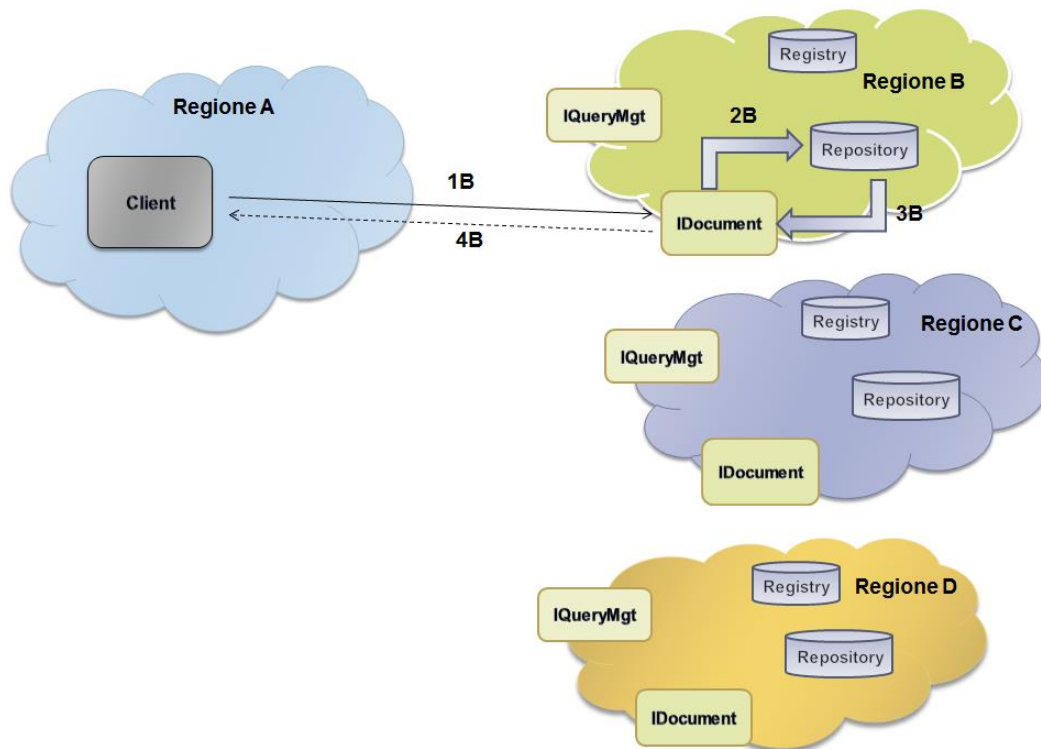 Regione A
Client
1B
4B
Registry
Regione B
IQueryMgt
2B
Repository
IDocument
3B
Registry
Regione C
IQueryMgt
Repository
IDocument
Registry
Regione D
IQueryMgt
Repository
IDocument